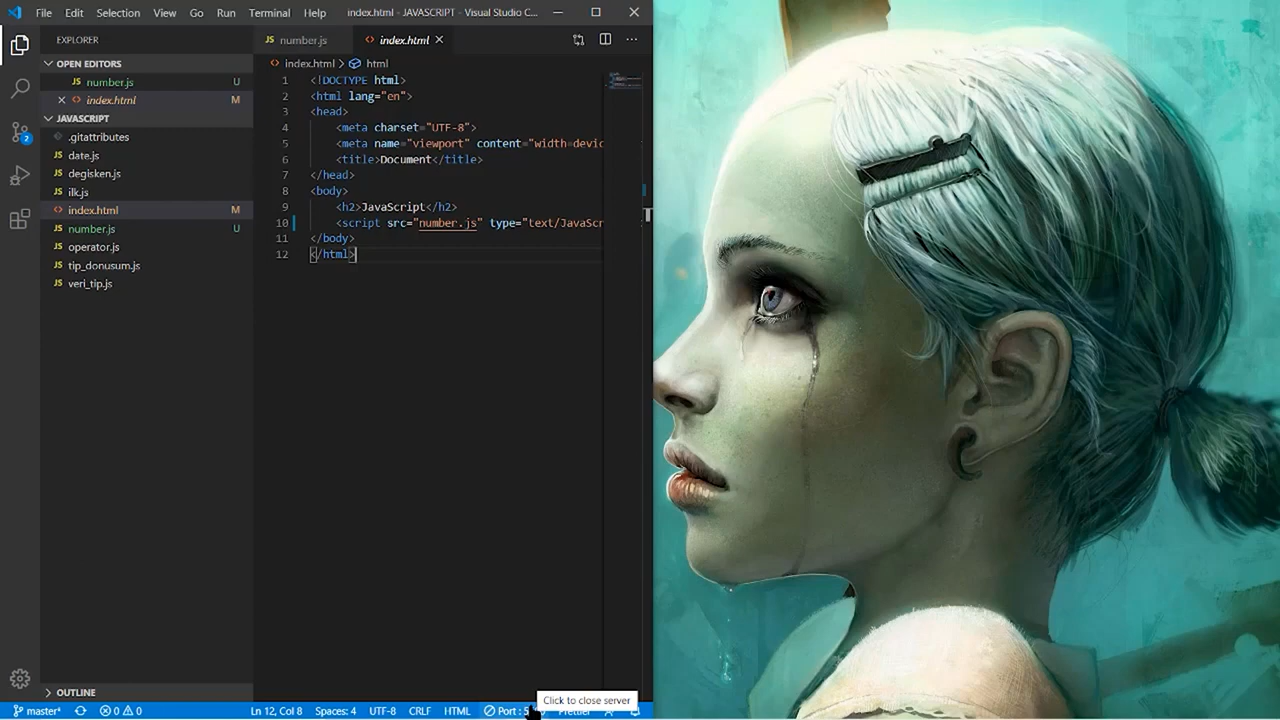 File Edit Selection View Go Run Terminal Help index.html - JAVASCRIPT - Visual Studio C...
EXPLORER
number.js index.html
OPEN EDITORS
index.html > html
number.js U
index.html M
JAVASCRIPT
.gitattributes
date.js
degisken.js
ilk.js
index.html M
number.js U
operator.js
tip_donusum.js
veri_tip.js
1 <!DOCTYPE html>
2 <html lang="en">
3 <head>
4 <meta charset="UTF-8">
5 <meta name="viewport" content="width=devic
6 <title>Document</title>
7 </head>
8 <body>
9 <h2>JavaScript</h2>
10 <script src="number.js" type="text/JavaScr
11 </body>
12 </html>
2
OUTLINE
Click to close server
master* 0 0 Ln 12, Col 8 Spaces: 4 UTF-8 CRLF HTML Port :